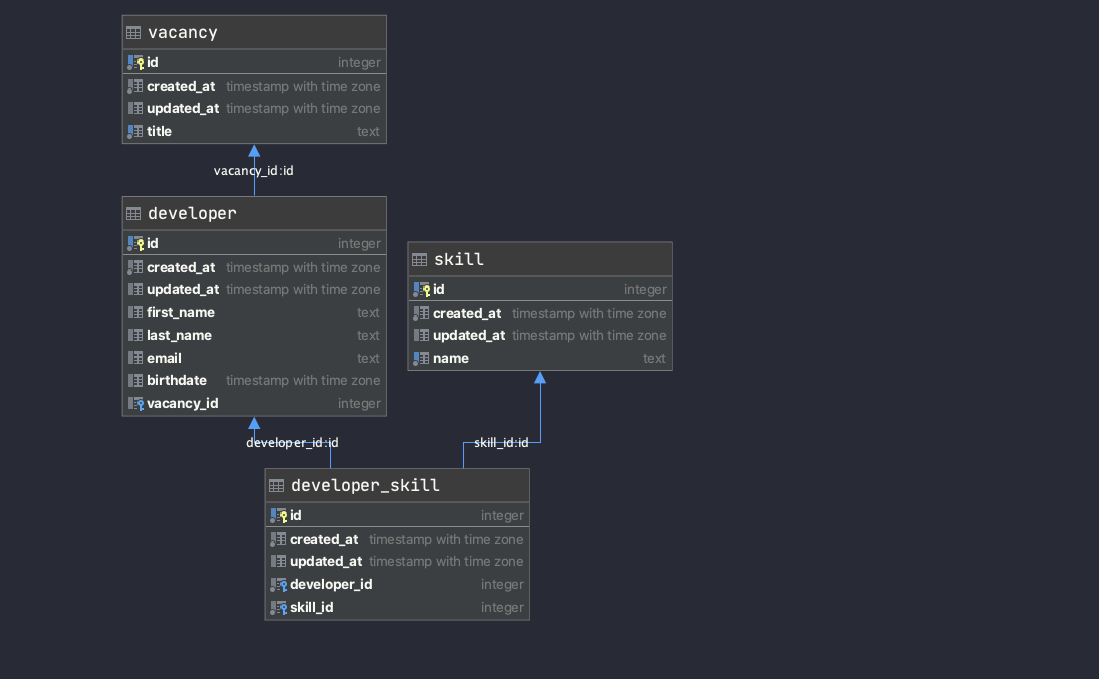 vacancy
id integer
created_at timestamp with time zone
updated_at timestamp with time zone
title text
vacancy_id:id
developer
id integer
created_at timestamp with time zone
updated_at timestamp with time zone
first_name text
last_name text
email text
birthdate timestamp with time zone
vacancy_id integer
skill
id integer
created_at timestamp with time zone
updated_at timestamp with time zone
name text
developer_id:id
skill_id:id
developer_skill
id integer
created_at timestamp with time zone
updated_at timestamp with time zone
developer_id integer
skill_id integer